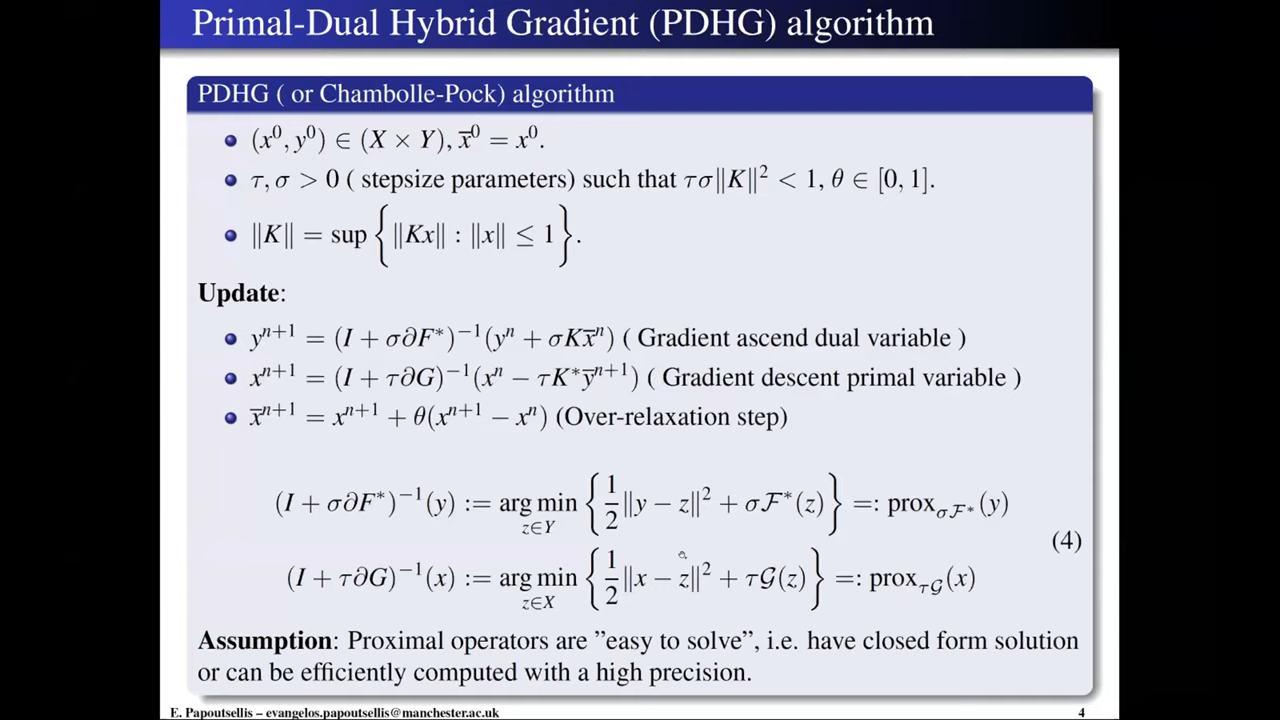 Primal-Dual Hybrid Gradient (PDHG) algorithm
PDHG ( or Chambolle-Pock) algorithm
(x⁰, y⁰) ∈ (X × Y), x̄⁰ = x⁰.
τ, σ > 0 ( stepsize parameters) such that τσ‖K‖² < 1, θ ∈ [0, 1].
‖K‖ = sup { ‖Kx‖ : ‖x‖ ≤ 1 }.
Update:
yⁿ⁺¹ = (I + σ∂F*)⁻¹(yⁿ + σKx̄ⁿ) ( Gradient ascend dual variable )
xⁿ⁺¹ = (I + τ∂G)⁻¹(xⁿ − τK*ȳⁿ⁺¹) ( Gradient descent primal variable )
x̄ⁿ⁺¹ = xⁿ⁺¹ + θ(xⁿ⁺¹ − xⁿ) (Over-relaxation step)
(I + σ∂F*)⁻¹(y) := arg min_{z∈Y} { 1/2 ‖y − z‖² + σℱ*(z) } =: prox_{σℱ*}(y)
(4)
(I + τ∂G)⁻¹(x) := arg min_{z∈X} { 1/2 ‖x − z‖² + τ𝒢(z) } =: prox_{τ𝒢}(x)
Assumption: Proximal operators are ”easy to solve”, i.e. have closed form solution
or can be efficiently computed with a high precision.
E. Papoutsellis – evangelos.papoutsellis@manchester.ac.uk
4